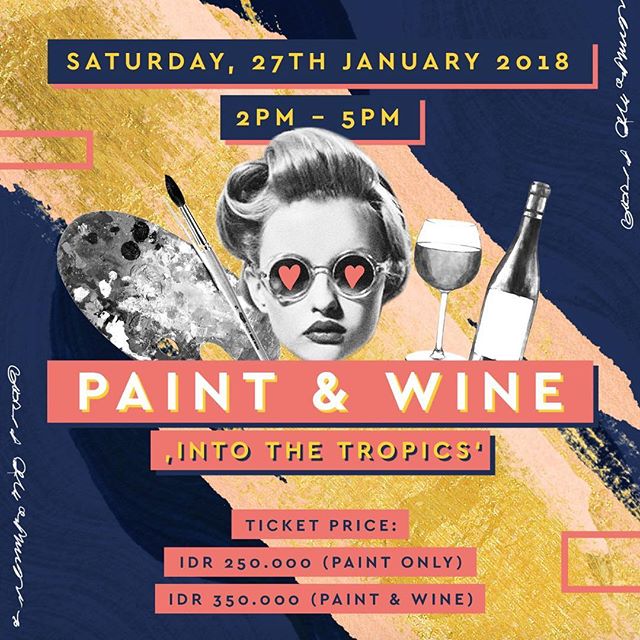 SATURDAY, 27TH JANUARY 2018
2PM – 5PM
PAINT & WINE
‚INTO THE TROPICS‘
TICKET PRICE:
IDR 250.000 (PAINT ONLY)
IDR 350.000 (PAINT & WINE)